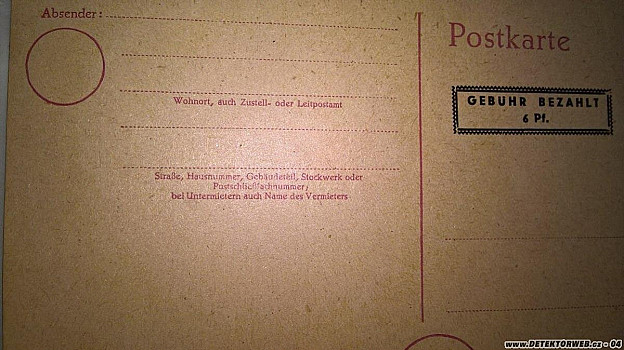 Absender:
Wohnort, auch Zustell- oder Leitpostamt
Straße, Hausnummer, Gebäudeteil, Stockwerk oder
Postschließfachnummer;
bei Untermietern auch Name des Vermieters
Postkarte
GEBÜHR BEZAHLT
6 Pf.
www.DETEKTORWEB.cz - 04